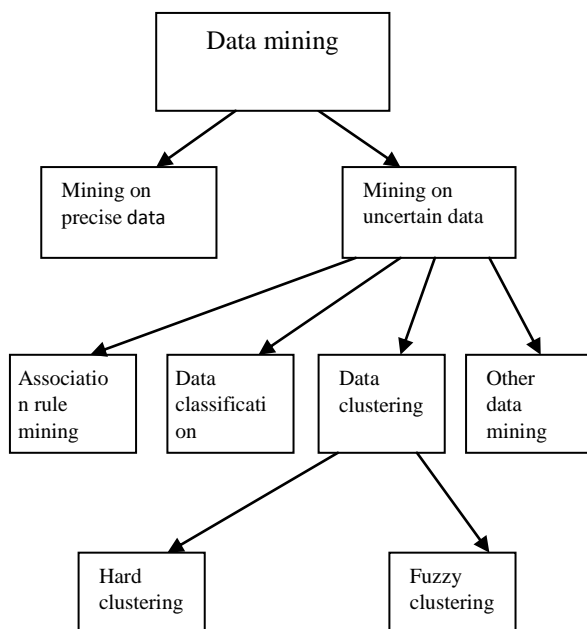 Data mining
Mining on
precise data
Mining on
uncertain data
Associatio
n rule
mining
Data
classificati
on
Data
clustering
Other
data
mining
Hard
clustering
Fuzzy
clustering